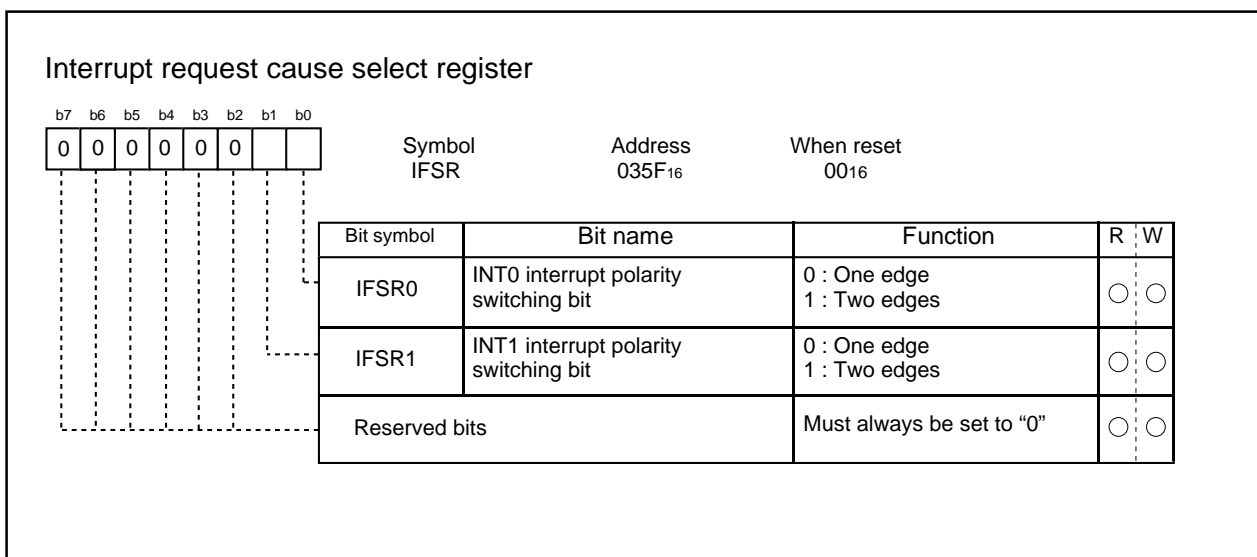 Interrupt request cause select register
b7 b6 b5 b4 b3 b2 b1 b0
0 0 0 0 0 0
Symbol Address When reset
IFSR 035F16 0016
Bit symbol Bit name Function R W
IFSR0 INT0 interrupt polarity 0 : One edge
switching bit 1 : Two edges
IFSR1 INT1 interrupt polarity 0 : One edge
switching bit 1 : Two edges
Reserved bits Must always be set to “0”